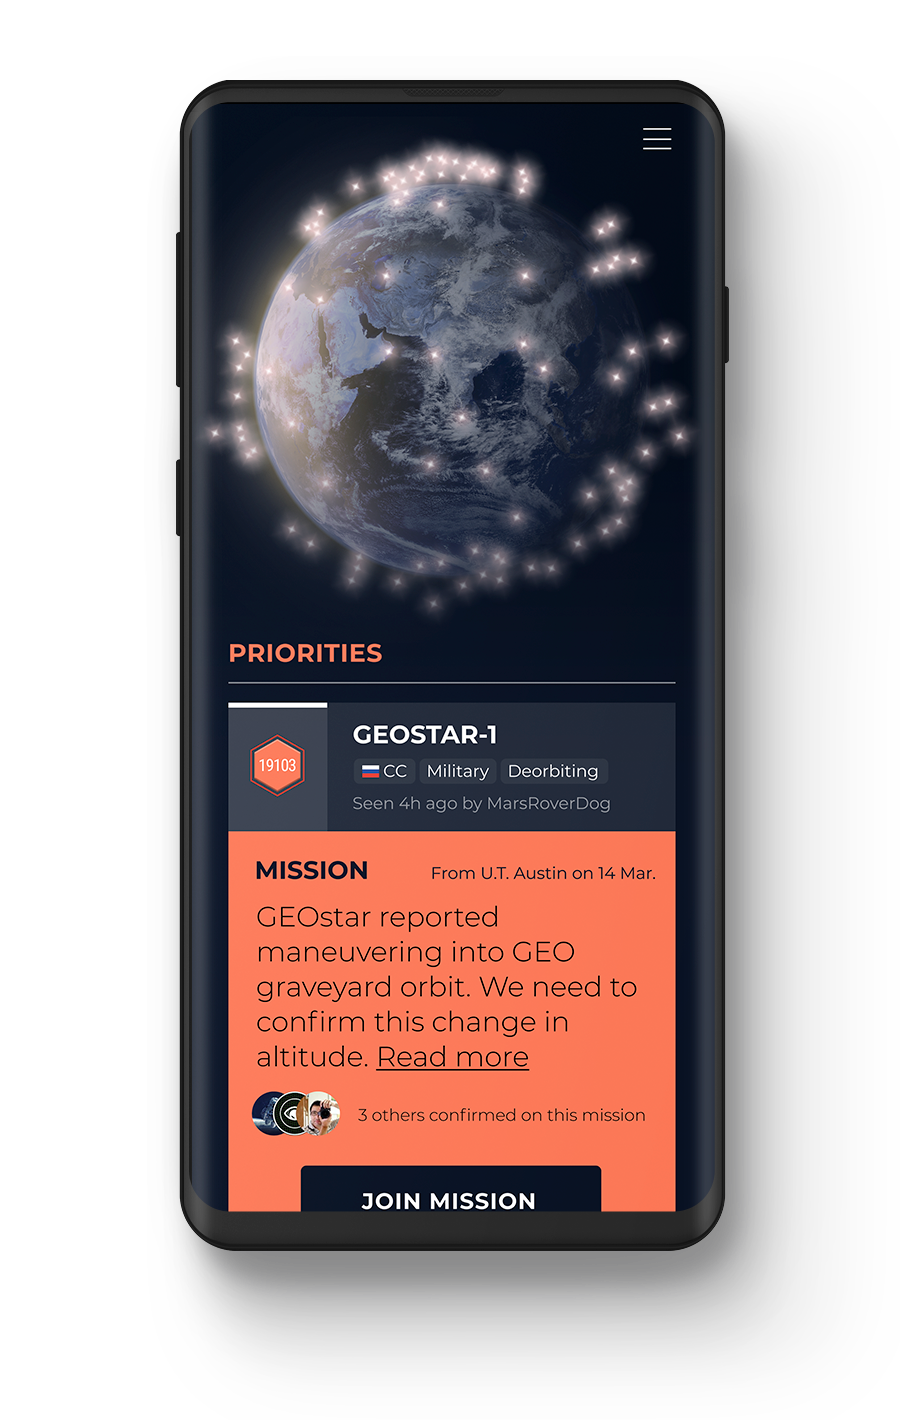 PRIORITIES
19103
GEOSTAR-1
CC Military Deorbiting
Seen 4h ago by MarsRoverDog
MISSION From U.T. Austin on 14 Mar.
GEOstar reported
maneuvering into GEO
graveyard orbit. We need to
confirm this change in
altitude. Read more
3 others confirmed on this mission
JOIN MISSION